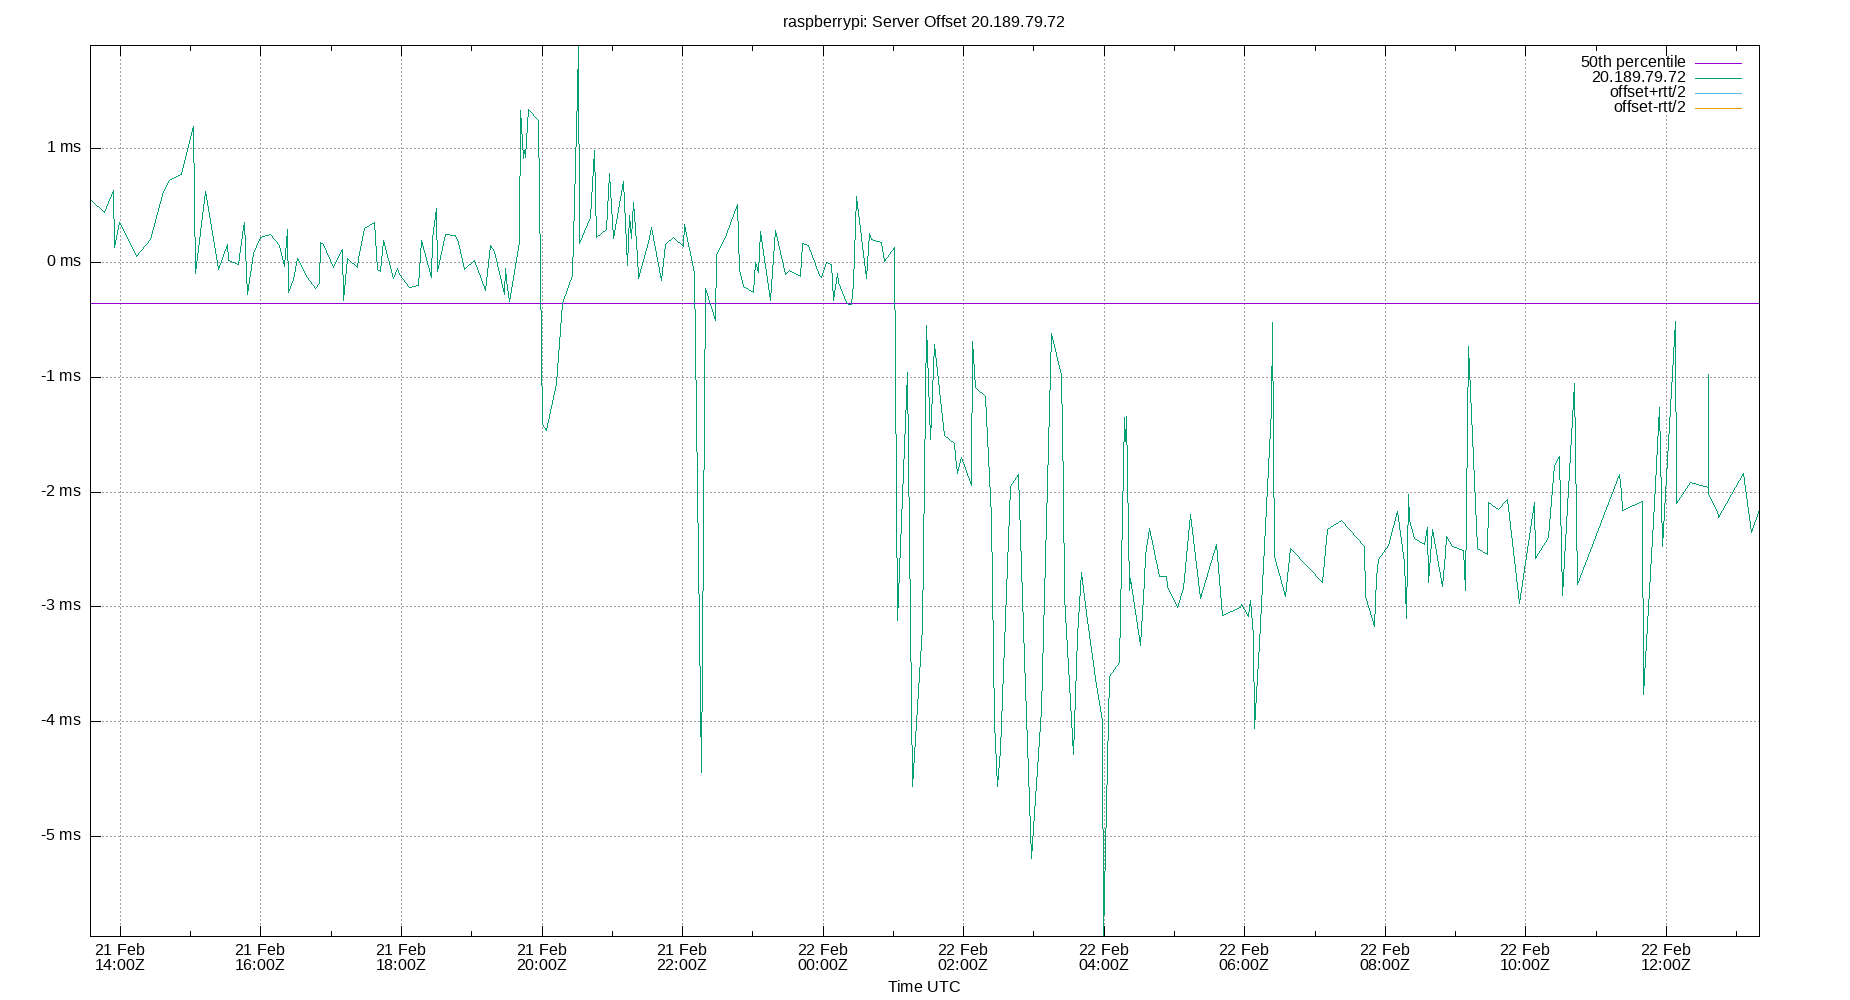 raspberrypi: Server Offset 20.189.79.72
50th percentile
20.189.79.72
offset+rtt/2
offset-rtt/2
1 ms
0 ms
-1 ms
-2 ms
-3 ms
-4 ms
-5 ms
21 Feb 21 Feb 21 Feb 21 Feb 21 Feb 22 Feb 22 Feb 22 Feb 22 Feb 22 Feb 22 Feb 22 Feb
14:00Z 16:00Z 18:00Z 20:00Z 22:00Z 00:00Z 02:00Z 04:00Z 06:00Z 08:00Z 10:00Z 12:00Z
Time UTC